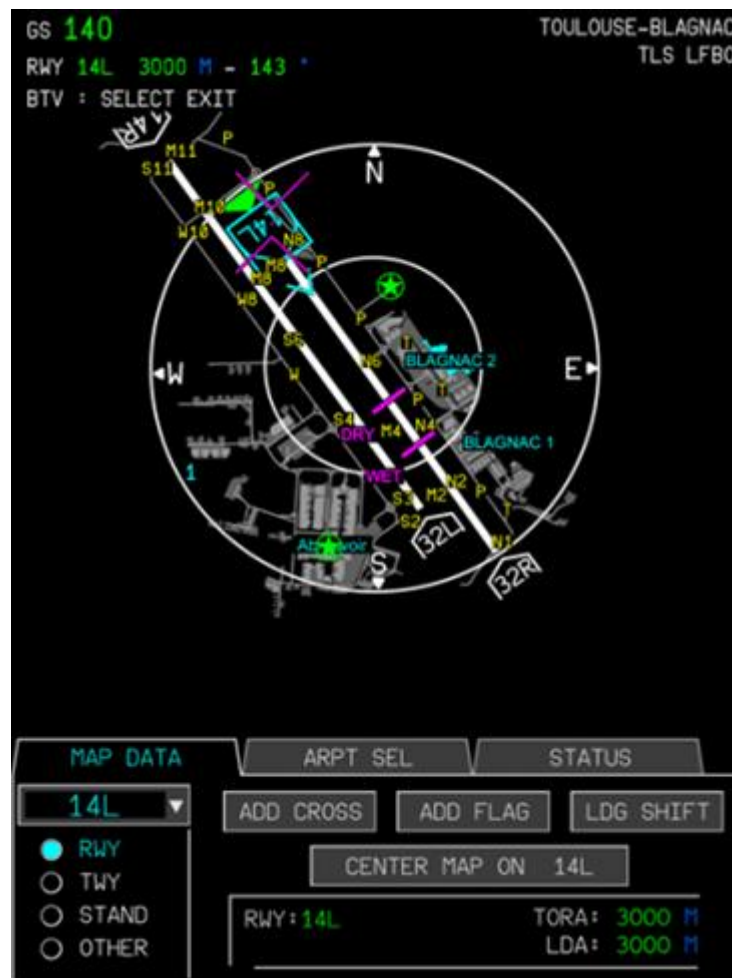 GS 140
TOULOUSE-BLAGNAC
TLS LFBO
RWY 14L 3000 M - 143 °
BTV : SELECT EXIT
14R
M11
P
S11
N
P
M10
14L
W10
N8
M8
P
M8
W8
P
S6
T
N6
BLAGNAC 2
W
W
E
T
P
S4
DRY
M4
N4
BLAGNAC 1
1
WET
N2
S3
M2
P
S2
T
32L
N1
S
32R
MAP DATA
ARPT SEL
STATUS
14L
ADD CROSS
ADD FLAG
LDG SHIFT
RWY
TWY
STAND
OTHER
CENTER MAP ON 14L
RWY:14L
TORA: 3000 M
LDA: 3000 M